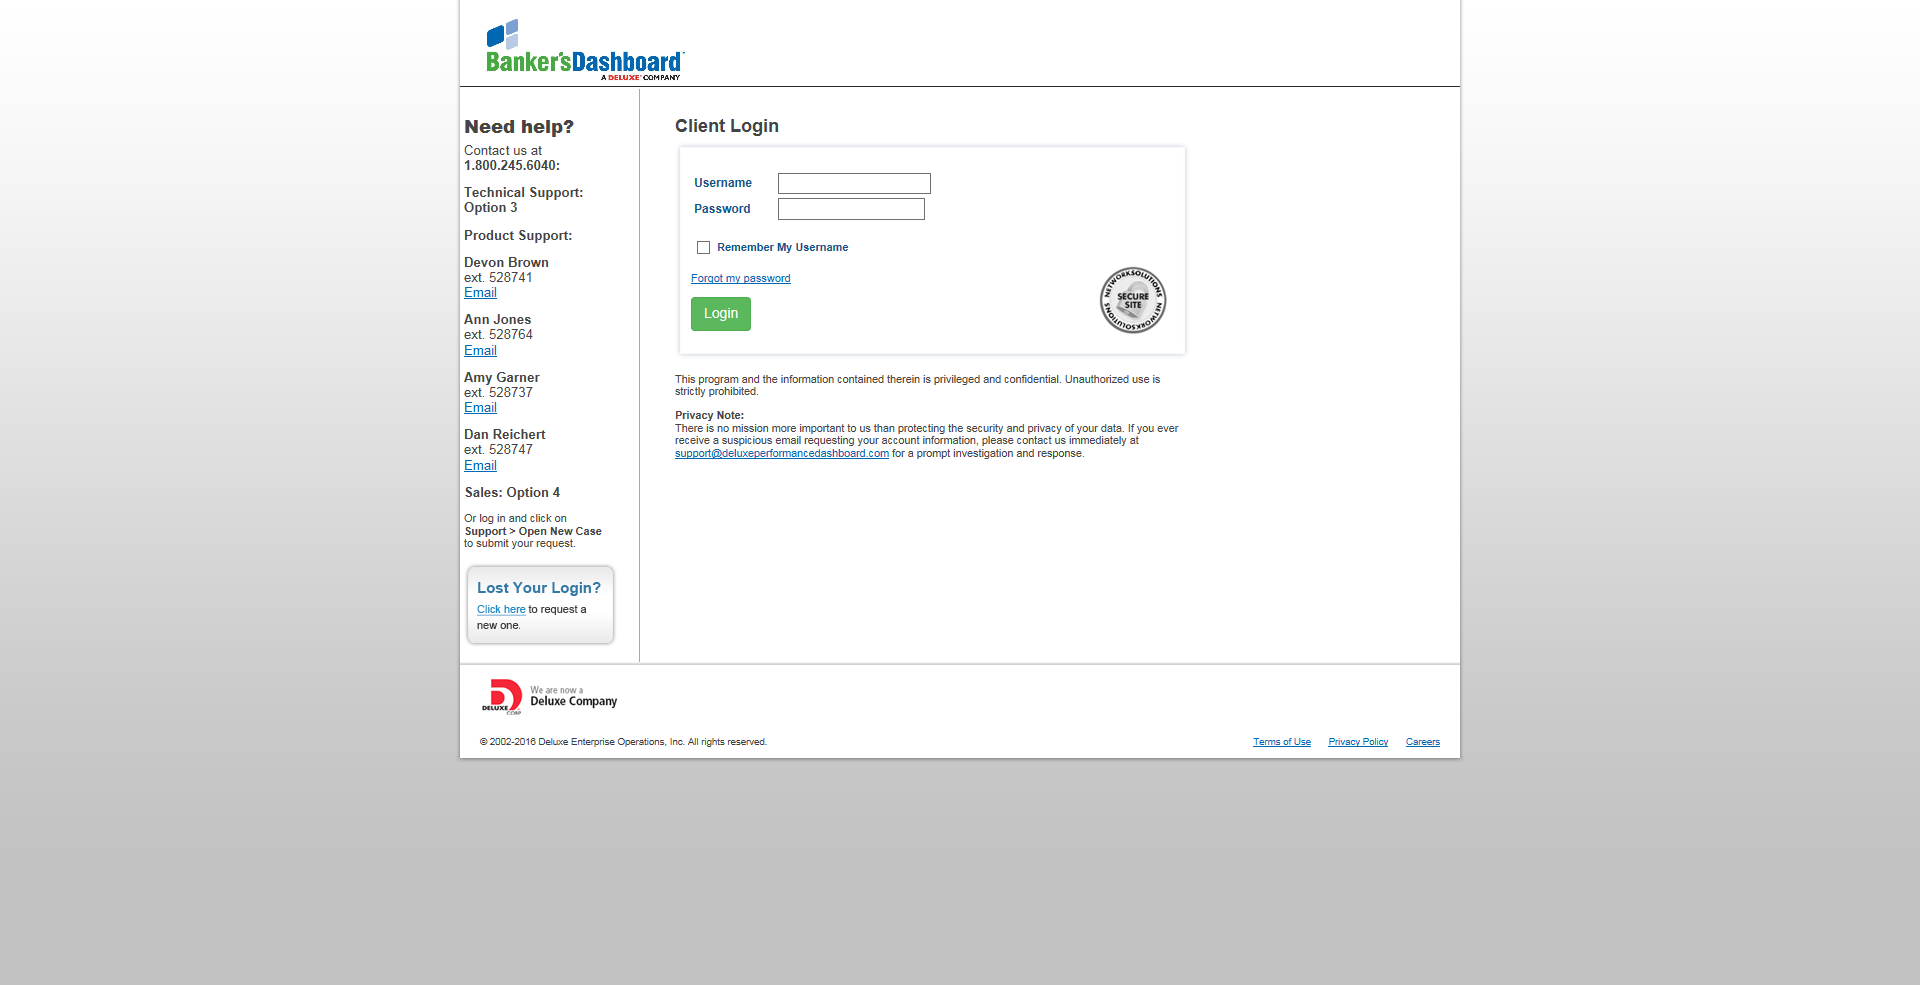 Banker'sDashboard
A DELUXE COMPANY
Need help?
Contact us at
1.800.245.6040:
Technical Support:
Option 3
Product Support:
Devon Brown
ext. 528741
Email
Ann Jones
ext. 528764
Email
Amy Garner
ext. 528737
Email
Dan Reichert
ext. 528747
Email
Sales: Option 4
Or log in and click on
Support > Open New Case
to submit your request.
Lost Your Login?
Click here to request a
new one.
Client Login
Username
Password
Remember My Username
Forgot my password
Login
NETWORKSOLUTIONS
SECURE
SITE
NETWORKSOLUTIONS
This program and the information contained therein is privileged and confidential. Unauthorized use is
strictly prohibited.
Privacy Note:
There is no mission more important to us than protecting the security and privacy of your data. If you ever
receive a suspicious email requesting your account information, please contact us immediately at
support@deluxeperformancedashboard.com for a prompt investigation and response.
DELUXE
CORP
We are now a
Deluxe Company
© 2002-2016 Deluxe Enterprise Operations, Inc. All rights reserved.
Terms of Use Privacy Policy Careers